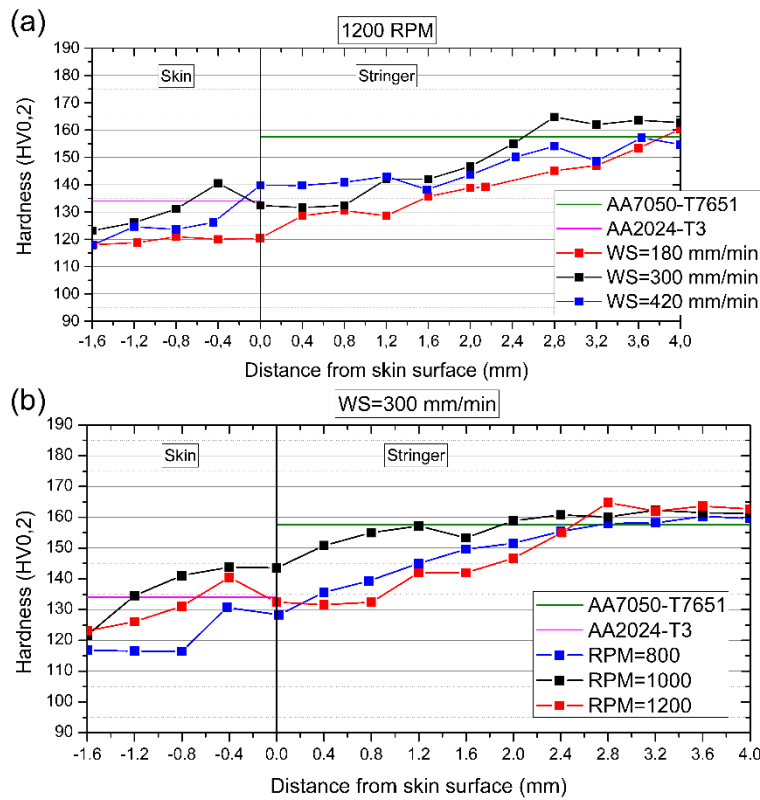 (a)
1200 RPM
Skin
Stringer
Hardness (HV0,2)
190
180
170
160
150
140
130
120
110
100
90
AA7050-T7651
AA2024-T3
WS=180 mm/min
WS=300 mm/min
WS=420 mm/min
-1,6 -1,2 -0,8 -0,4 0,0 0,4 0,8 1,2 1,6 2,0 2,4 2,8 3,2 3,6 4,0
Distance from skin surface (mm)
(b)
WS=300 mm/min
Skin
Stringer
Hardness (HV0,2)
190
180
170
160
150
140
130
120
110
100
90
AA7050-T7651
AA2024-T3
RPM=800
RPM=1000
RPM=1200
-1.6 -1.2 -0.8 -0.4 0.0 0.4 0.8 1.2 1.6 2.0 2.4 2.8 3.2 3.6 4.0
Distance from skin surface (mm)